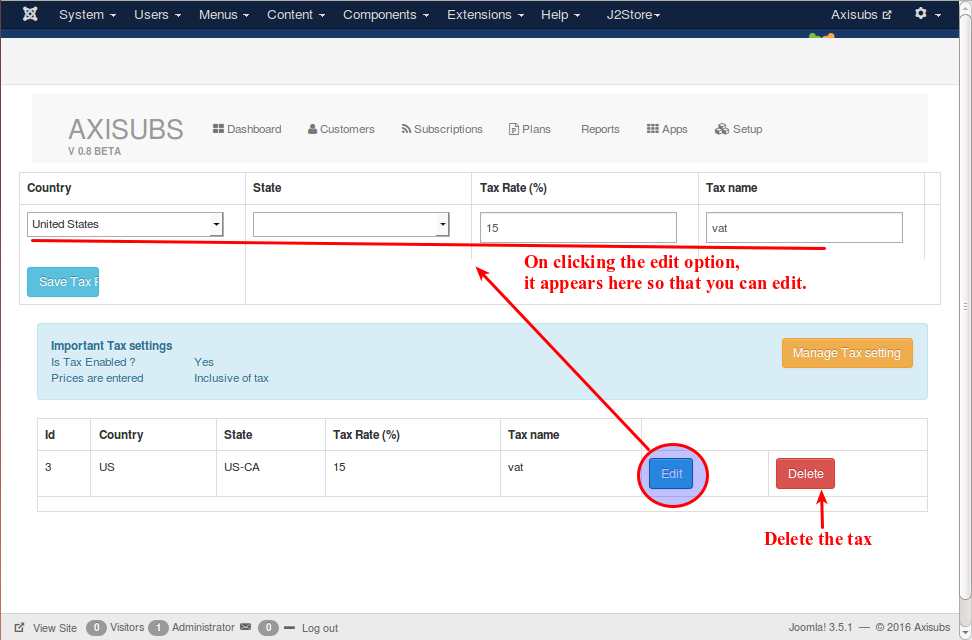 System Users Menus Content Components Extensions Help J2Store Axisubs
AXISUBS
V 0.8 BETA
Dashboard Customers Subscriptions Plans Reports Apps Setup
Country State Tax Rate (%) Tax name
United States 15 vat
On clicking the edit option,
it appears here so that you can edit.
Save Tax
Important Tax settings
Is Tax Enabled ? Yes
Prices are entered Inclusive of tax
Manage Tax setting
Id Country State Tax Rate (%) Tax name
3 US US-CA 15 vat Edit Delete
Delete the tax
View Site 0 Visitors 1 Administrator 0 Log out Joomla! 3.5.1 — © 2016 Axisubs